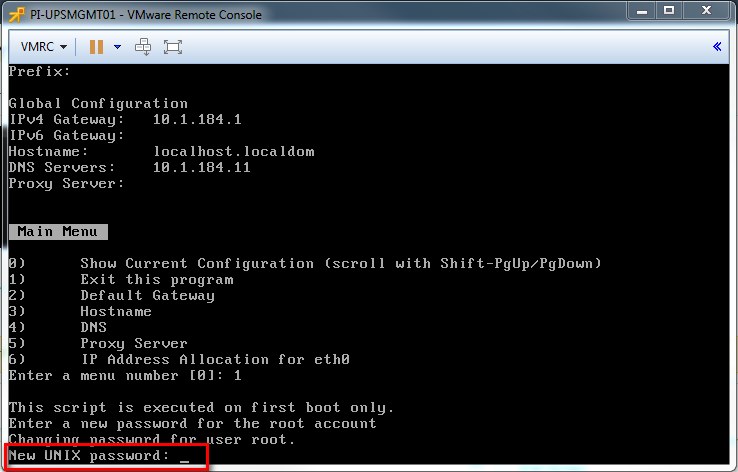 PI-UPSMGMT01 - VMware Remote Console
VMRC
Prefix:
Global Configuration
IPv4 Gateway: 10.1.184.1
IPv6 Gateway:
Hostname: localhost.localdom
DNS Servers: 10.1.184.11
Proxy Server:
Main Menu
0) Show Current Configuration (scroll with Shift-PgUp/PgDown)
1) Exit this program
2) Default Gateway
3) Hostname
4) DNS
5) Proxy Server
6) IP Address Allocation for eth0
Enter a menu number [0]: 1
This script is executed on first boot only.
Enter a new password for the root account
Changing password for user root.
New UNIX password: _